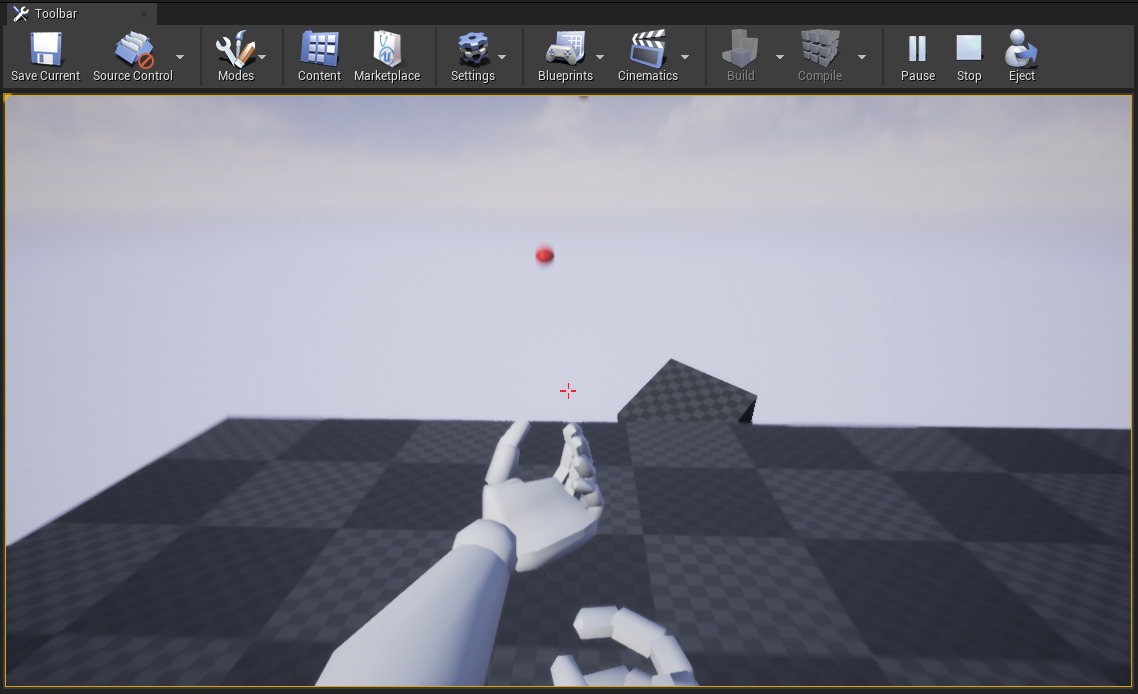 Toolbar
Save Current
Source Control
Modes
Content
Marketplace
Settings
Blueprints
Cinematics
Build
Compile
Pause
Stop
Eject